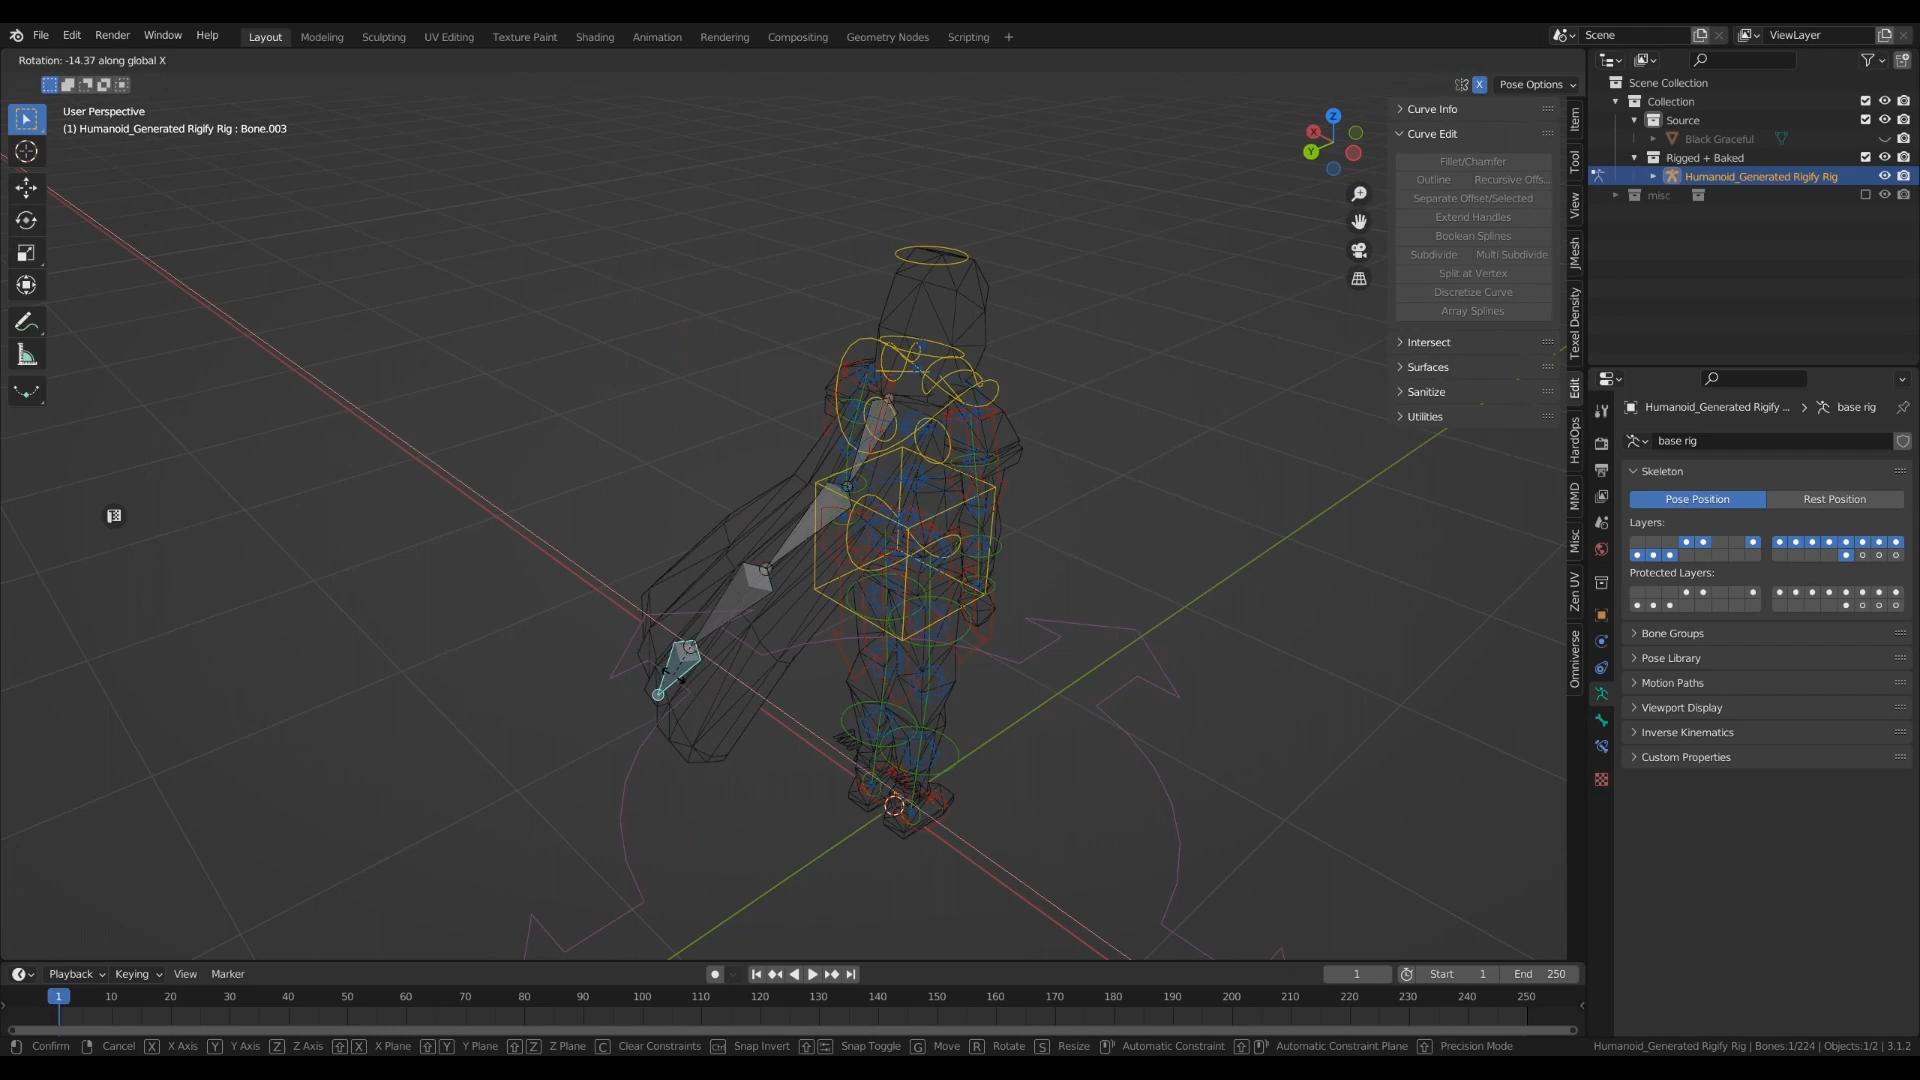 File Edit Render Window Help Layout Modeling Sculpting UV Editing Texture Paint Shading Animation Rendering Compositing Geometry Nodes Scripting + Scene ViewLayer
Rotation: -14.37 along global X
X Pose Options
User Perspective
(1) Humanoid_Generated Rigify Rig : Bone.003
Z
X
Y
Curve Info
Curve Edit
Fillet/Chamfer
Outline Recursive Offs...
Separate Offset/Selected
Extend Handles
Boolean Splines
Subdivide Multi Subdivide
Split at Vertex
Discretize Curve
Array Splines
Intersect
Surfaces
Sanitize
Utilities
Item
Tool
View
JMesh
Texel Density
Edit
HardOps
MMD
Misc
Zen UV
Omniverse
Scene Collection
Collection
Source
Black Graceful
Rigged + Baked
Humanoid_Generated Rigify Rig
misc
Humanoid_Generated Rigify ... > base rig
base rig
Skeleton
Pose Position Rest Position
Layers:
Protected Layers:
Bone Groups
Pose Library
Motion Paths
Viewport Display
Inverse Kinematics
Custom Properties
Playback Keying View Marker 1 Start 1 End 250
1 10 20 30 40 50 60 70 80 90 100 110 120 130 140 150 160 170 180 190 200 210 220 230 240 250
Confirm Cancel X X Axis Y Y Axis Z Z Axis X X Plane Y Y Plane Z Z Plane C Clear Constraints Ctrl Snap Invert Snap Toggle G Move R Rotate S Resize Automatic Constraint Automatic Constraint Plane Precision Mode Humanoid_Generated Rigify Rig | Bones:1/224 | Objects:1/2 | 3.1.2